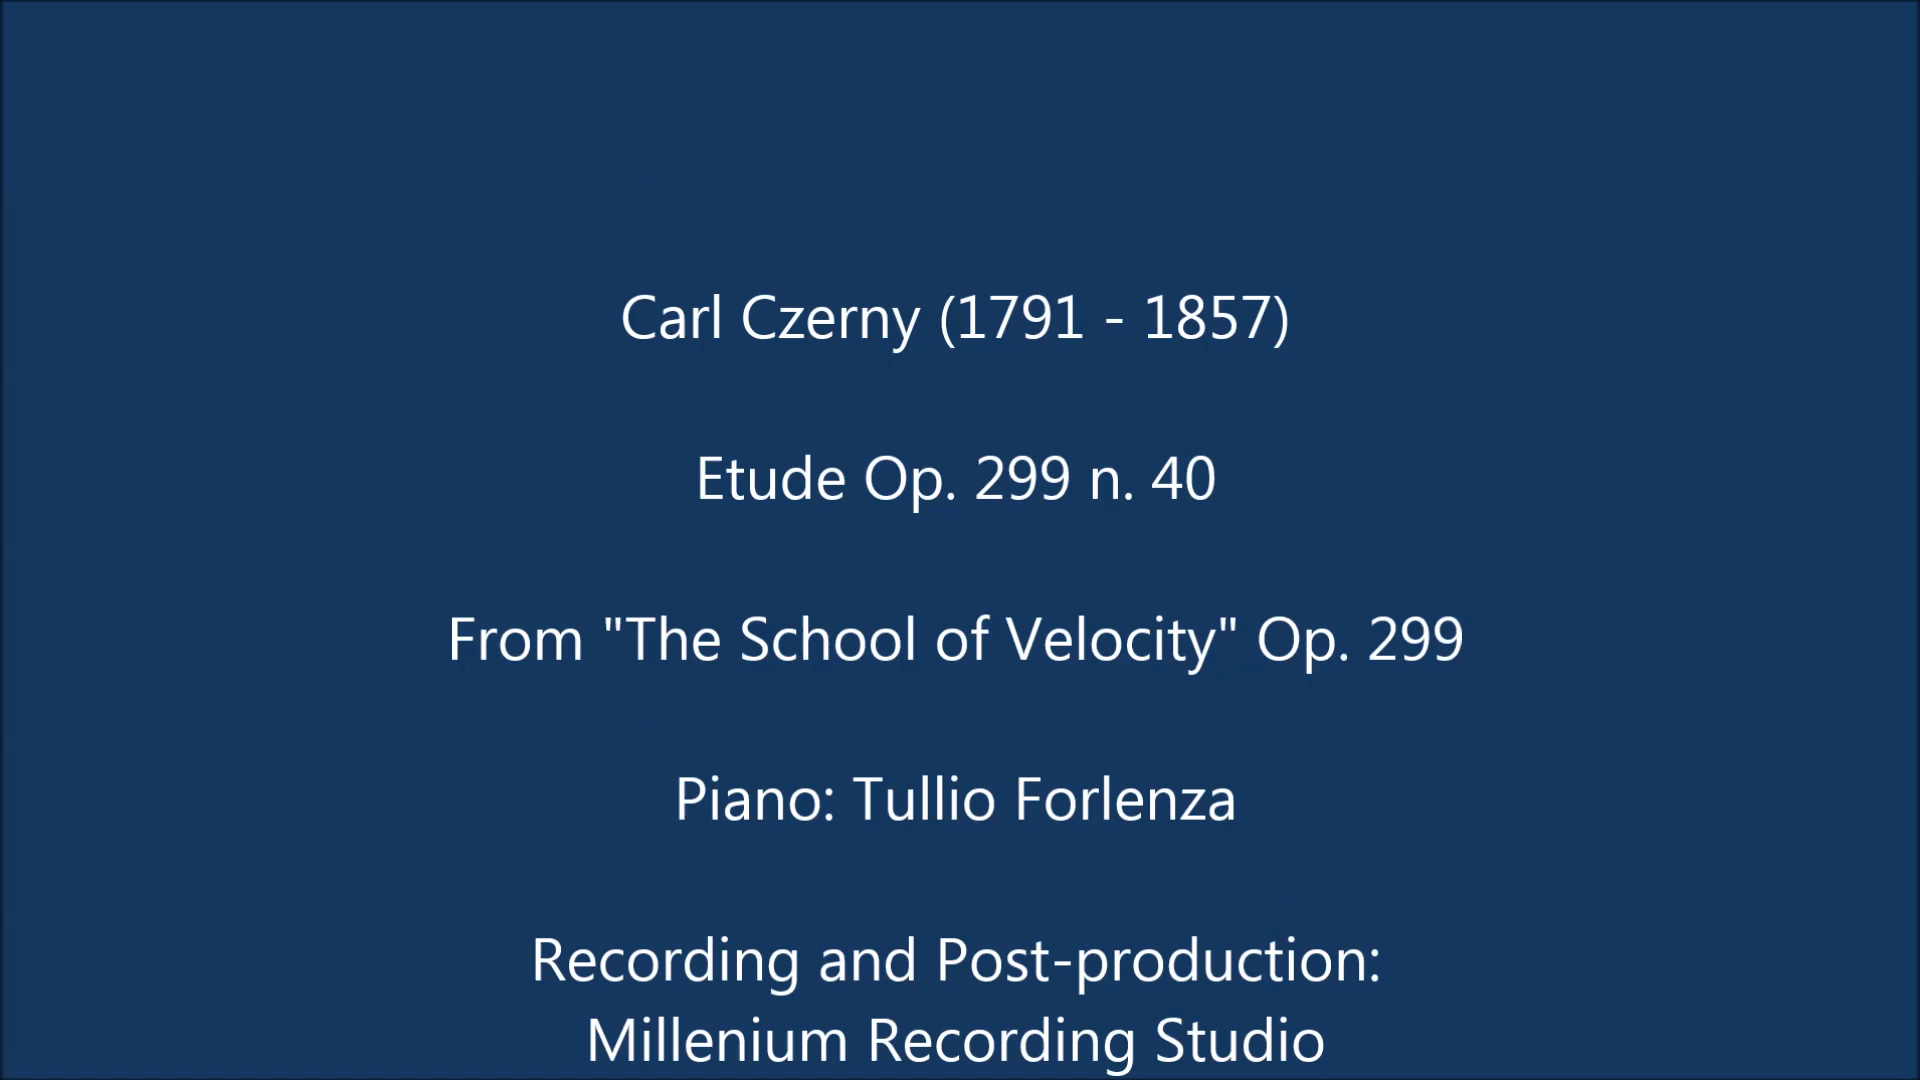 Carl Czerny (1791 - 1857)
Etude Op. 299 n. 40
From "The School of Velocity" Op. 299
Piano: Tullio Forlenza
Recording and Post-production:
Millenium Recording Studio